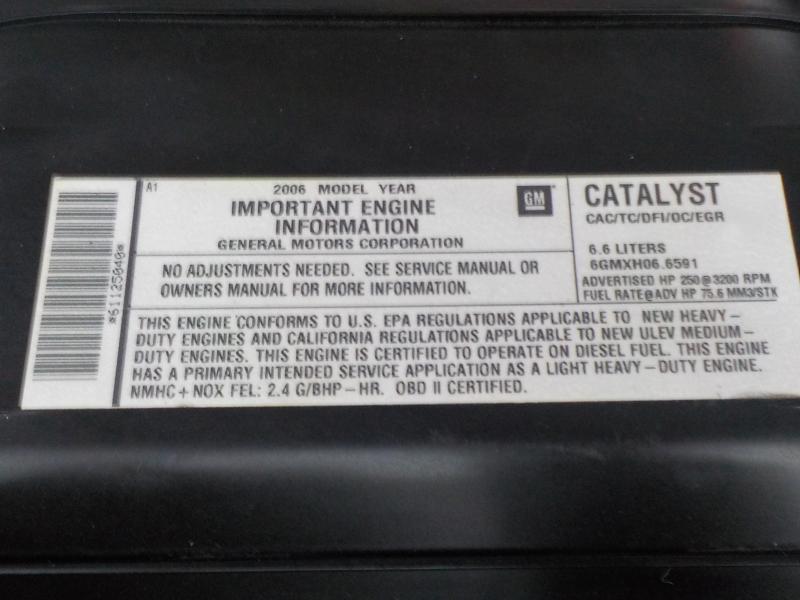 *61125040*
A1
2006 MODEL YEAR
IMPORTANT ENGINE
INFORMATION
GENERAL MOTORS CORPORATION
GM
NO ADJUSTMENTS NEEDED. SEE SERVICE MANUAL OR
OWNERS MANUAL FOR MORE INFORMATION.
CATALYST
CAC/TC/DFI/OC/EGR
6.6 LITERS
6GMXH06.6591
ADVERTISED HP 250@3200 RPM
FUEL RATE@ADV HP 75.6 MM3/STK
THIS ENGINE CONFORMS TO U.S. EPA REGULATIONS APPLICABLE TO NEW HEAVY-
DUTY ENGINES AND CALIFORNIA REGULATIONS APPLICABLE TO NEW ULEV MEDIUM-
DUTY ENGINES. THIS ENGINE IS CERTIFIED TO OPERATE ON DIESEL FUEL. THIS ENGINE
HAS A PRIMARY INTENDED SERVICE APPLICATION AS A LIGHT HEAVY-DUTY ENGINE.
NMHC+NOX FEL: 2.4 G/BHP-HR. OBD II CERTIFIED.